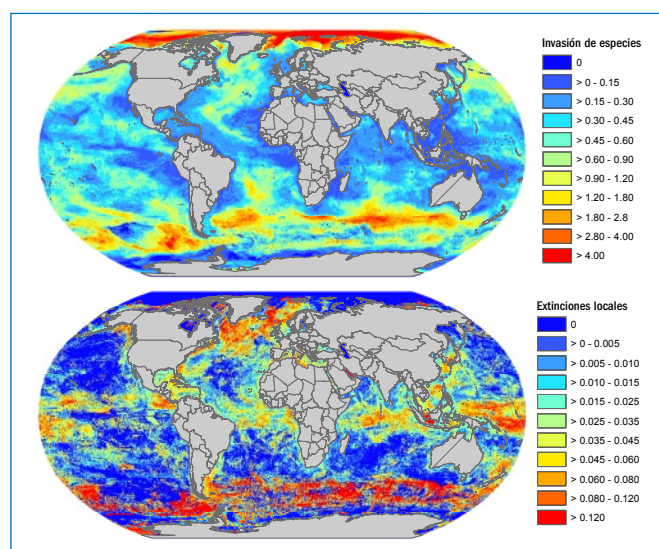 Invasión de especies
0
> 0 - 0.15
> 0.15 - 0.30
> 0.30 - 0.45
> 0.45 - 0.60
> 0.60 - 0.90
> 0.90 - 1.20
> 1.20 - 1.80
> 1.80 - 2.8
> 2.80 - 4.00
> 4.00
Extinciones locales
0
> 0 - 0.005
> 0.005 - 0.010
> 0.010 - 0.015
> 0.015 - 0.025
> 0.025 - 0.035
> 0.035 - 0.045
> 0.045 - 0.060
> 0.060 - 0.080
> 0.080 - 0.120
> 0.120